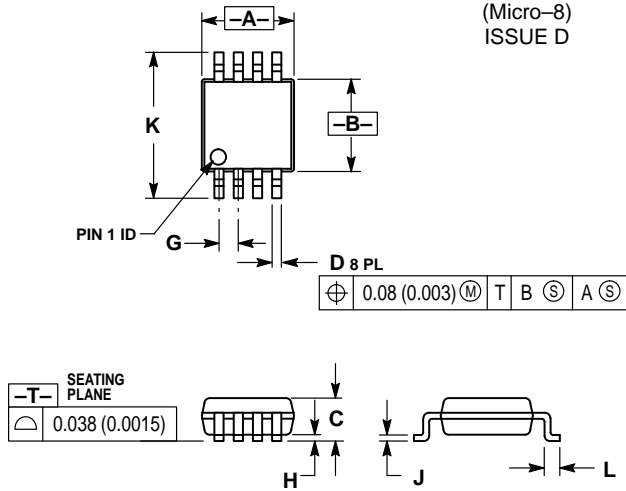 (Micro–8)
ISSUE D
–A–
K
–B–
PIN 1 ID
G
D 8 PL
0.08 (0.003) Ⓜ T B Ⓢ A Ⓢ
–T– SEATING
PLANE
0.038 (0.0015)
C
H
J
L